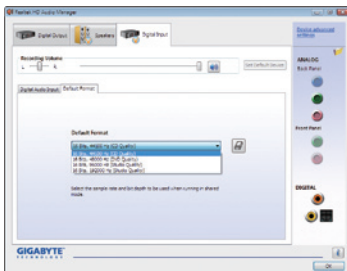 Realtek HD Audio Manager
Digital Output
Speakers
Digital Input
Device advanced settings
Recording Volume
L
R
Set Default Device
ANALOG
Back Panel
Digital Audio Input
Default Format
Default Format
16 Bits, 44100 Hz (CD Quality)
16 Bits, 44100 Hz (CD Quality)
16 Bits, 48000 Hz (DVD Quality)
16 Bits, 96000 Hz (Studio Quality)
16 Bits, 192000 Hz (Studio Quality)
Front Panel
Select the sample rate and bit depth to be used when running in shared mode.
DIGITAL
GIGABYTE
TECHNOLOGY
OK